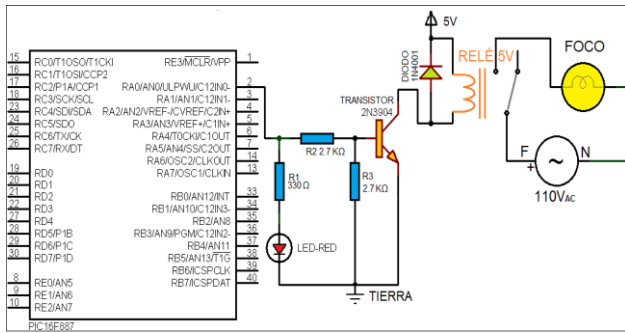 5V
RELÉ 5V
FOCO
DIODO
1N4001
TRANSISTOR
2N3904
F
N
+
110VAC
R2 2.7 KΩ
R1
330 Ω
R3
2.7 KΩ
LED-RED
TIERRA
15 RC0/T1OSO/T1CKI
16 RC1/T1OSI/CCP2
17 RC2/P1A/CCP1
18 RC3/SCK/SCL
23 RC4/SDI/SDA
24 RC5/SDO
25 RC6/TX/CK
26 RC7/RX/DT
19 RD0
20 RD1
21 RD2
22 RD3
27 RD4
28 RD5/P1B
29 RD6/P1C
30 RD7/P1D
8 RE0/AN5
9 RE1/AN6
10 RE2/AN7
RE3/MCLR/VPP 1
RA0/AN0/ULPWU/C12IN0- 2
RA1/AN1/C12IN1- 3
RA2/AN2/VREF-/CVREF/C2IN+ 4
RA3/AN3/VREF+/C1IN+ 5
RA4/T0CKI/C1OUT 6
RA5/AN4/SS/C2OUT 7
RA6/OSC2/CLKOUT 14
RA7/OSC1/CLKIN 13
RB0/AN12/INT 33
RB1/AN10/C12IN3- 34
RB2/AN8 35
RB3/AN9/PGM/C12IN2- 36
RB4/AN11 37
RB5/AN13/T1G 38
RB6/ICSPCLK 39
RB7/ICSPDAT 40
PIC16F887